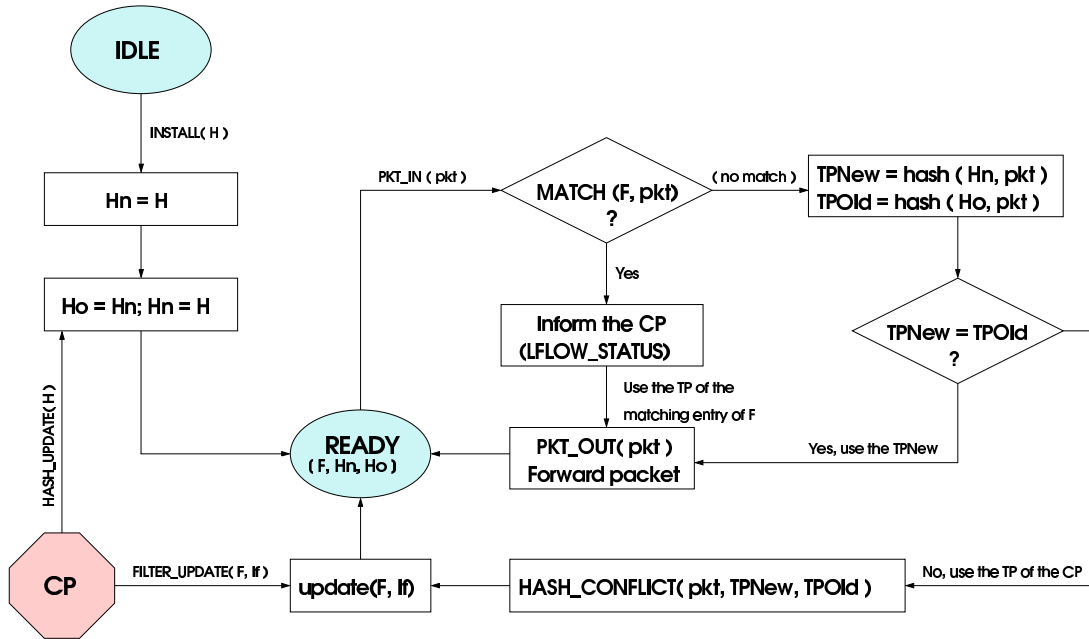 IDLE
INSTALL( H )
Hn = H
Ho = Hn; Hn = H
HASH_UPDATE( H )
CP
FILTER_UPDATE( F, lf )
update(F, lf)
READY
( F, Hn, Ho )
PKT_IN ( pkt )
MATCH (F, pkt)
?
( no match )
TPNew = hash ( Hn, pkt )
TPOld = hash ( Ho, pkt )
Yes
Inform the CP
(LFLOW_STATUS)
Use the TP of the
matching entry of F
PKT_OUT( pkt )
Forward packet
TPNew = TPOld
?
Yes, use the TPNew
No, use the TP of the CP
HASH_CONFLICT( pkt, TPNew, TPOld )